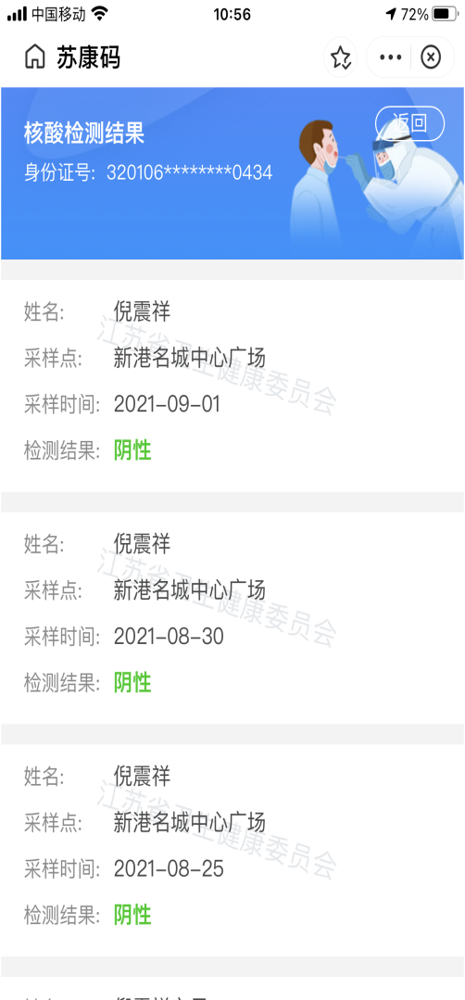 中国移动 10:56 72%
苏康码
返回
核酸检测结果
身份证号: 320106********0434
姓名: 倪震祥
采样点: 新港名城中心广场
采样时间: 2021-09-01
检测结果: 阴性
江苏省卫生健康委员会
姓名: 倪震祥
采样点: 新港名城中心广场
采样时间: 2021-08-30
检测结果: 阴性
江苏省卫生健康委员会
姓名: 倪震祥
采样点: 新港名城中心广场
采样时间: 2021-08-25
检测结果: 阴性
江苏省卫生健康委员会